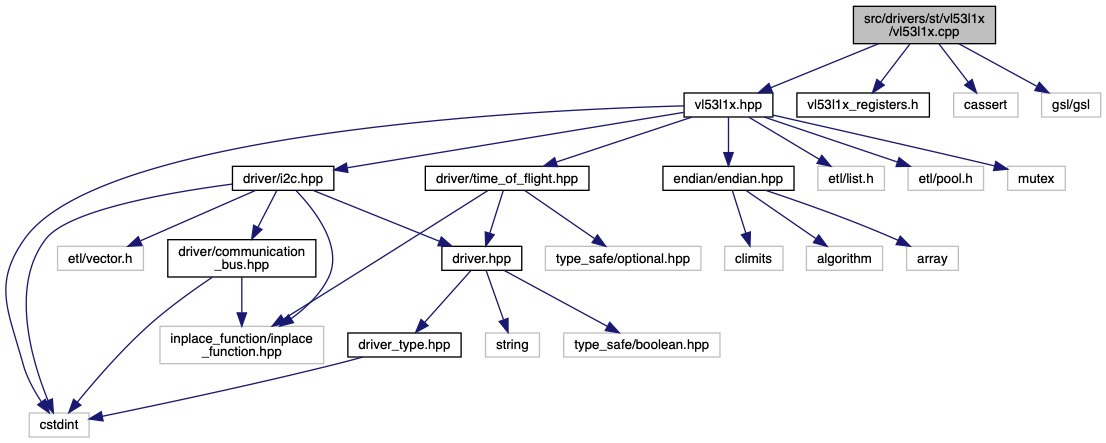 src/drivers/st/vl53l1x
/vl53l1x.cpp
vl53l1x.hpp
vl53l1x_registers.h
cassert
gsl/gsl
driver/i2c.hpp
driver/time_of_flight.hpp
endian/endian.hpp
etl/list.h
etl/pool.h
mutex
etl/vector.h
driver/communication
_bus.hpp
driver.hpp
type_safe/optional.hpp
climits
algorithm
array
inplace_function/inplace
_function.hpp
driver_type.hpp
string
type_safe/boolean.hpp
cstdint